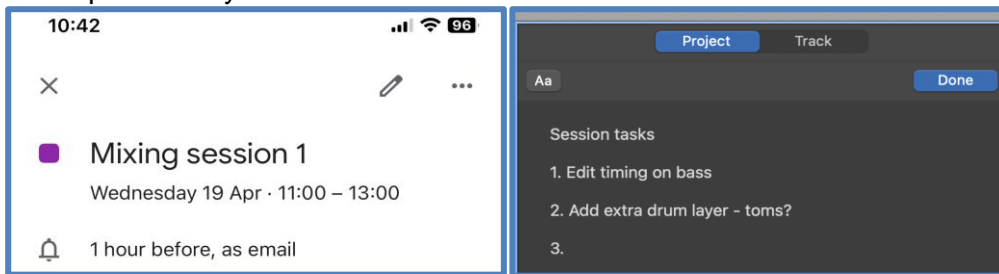 10:42
96
Mixing session 1
Wednesday 19 Apr · 11:00 – 13:00
1 hour before, as email
Project Track
Aa Done
Session tasks
1. Edit timing on bass
2. Add extra drum layer - toms?
3.